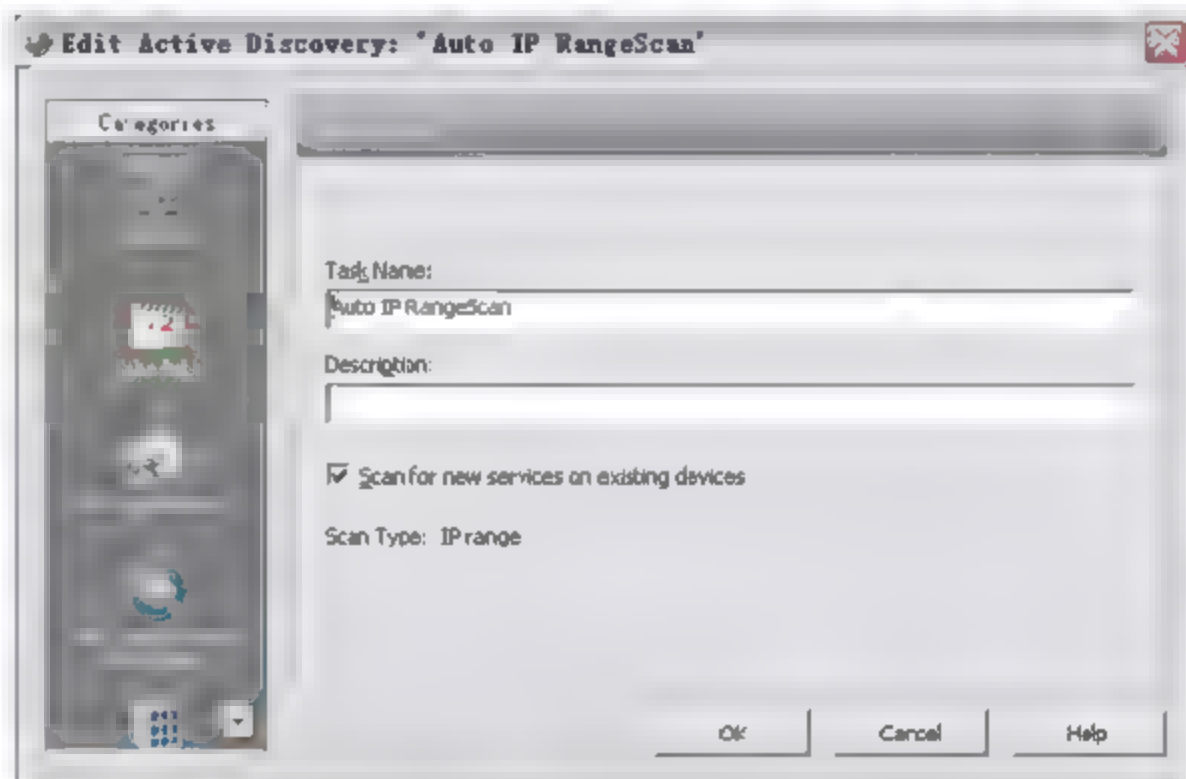 Edit Active Discovery: 'Auto IP RangeScan'
Categories
Task Name:
Auto IP RangeScan
Description:
Scan for new services on existing devices
Scan Type: IP range
OK
Cancel
Help